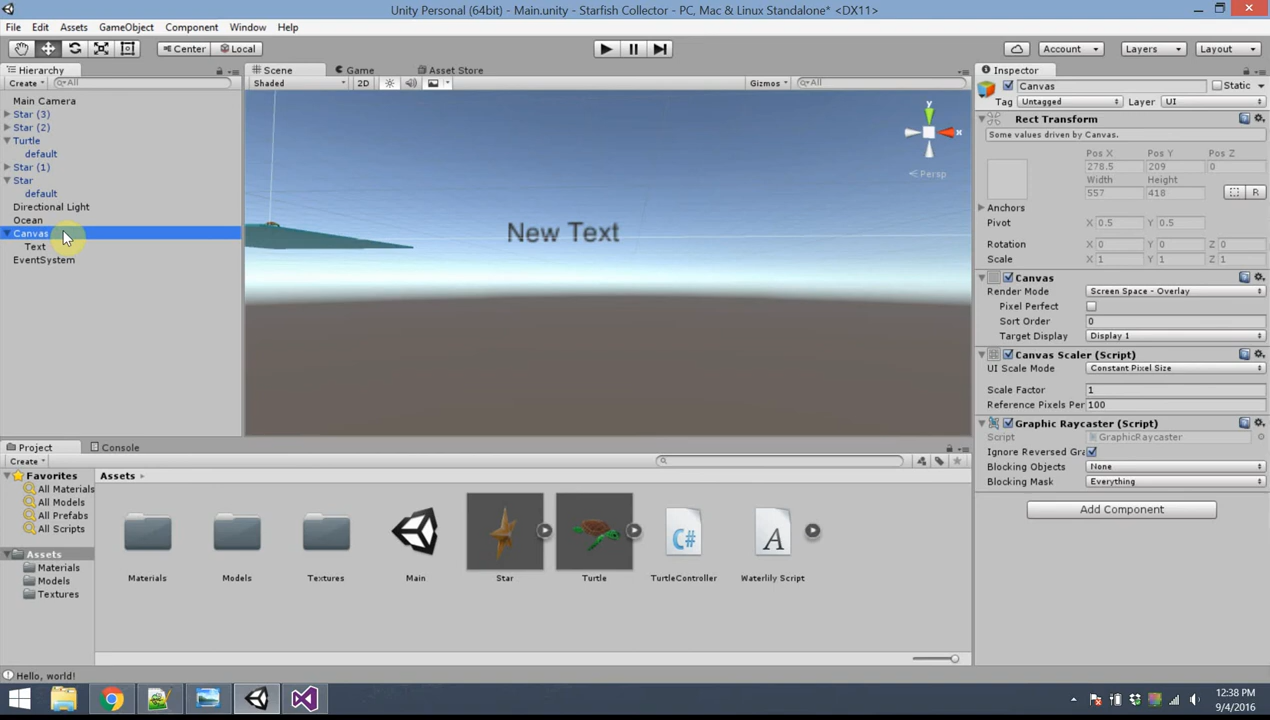 Unity Personal (64bit) - Main.unity - Starfish Collector - PC, Mac & Linux Standalone* <DX11>
File Edit Assets GameObject Component Window Help
Center Local Account Layers Layout
Hierarchy
Create All
Main Camera
Star (3)
Star (2)
Turtle
default
Star (1)
Star
default
Directional Light
Ocean
Canvas
Text
EventSystem
Scene Game Asset Store
Shaded 2D Gizmos All
y
x
Persp
New Text
Inspector
Canvas Static
Tag Untagged Layer UI
Rect Transform
Some values driven by Canvas.
Pos X Pos Y Pos Z
278.5 209 0
Width Height
557 418
R
Anchors
Pivot X 0.5 Y 0.5
Rotation X 0 Y 0 Z 0
Scale X 1 Y 1 Z 1
Canvas
Render Mode Screen Space - Overlay
Pixel Perfect
Sort Order 0
Target Display Display 1
Canvas Scaler (Script)
UI Scale Mode Constant Pixel Size
Scale Factor 1
Reference Pixels Per 100
Graphic Raycaster (Script)
Script GraphicRaycaster
Ignore Reversed Gra
Blocking Objects None
Blocking Mask Everything
Add Component
Project Console
Create
Favorites
All Materials
All Models
All Prefabs
All Scripts
Assets
Materials
Models
Textures
Assets
C#
A
Materials Models Textures Main Star Turtle TurtleController Waterlily Script
Hello, world!
12:38 PM
9/4/2016